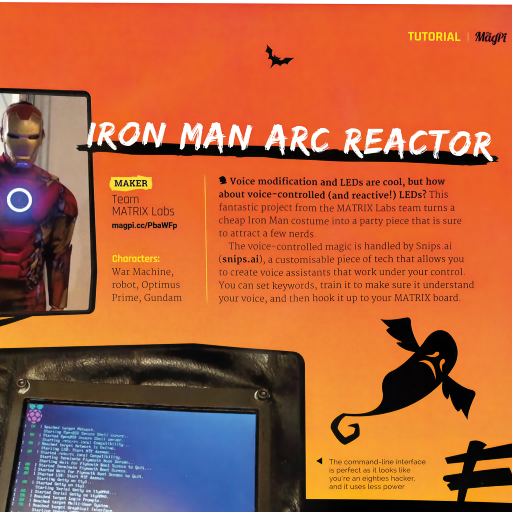 TUTORIAL
MagPi
IRON MAN ARC REACTOR
MAKER
Team
MATRIX Labs
magpi.cc/PbaWFp
Characters:
War Machine,
robot, Optimus
Prime, Gundam
Voice modification and LEDs are cool, but how
about voice-controlled (and reactive!) LEDs? This
fantastic project from the MATRIX Labs team turns a
cheap Iron Man costume into a party piece that is sure
to attract a few nerds.
The voice-controlled magic is handled by Snips.ai
(snips.ai), a customisable piece of tech that allows you
to create voice assistants that work under your control.
You can set keywords, train it to make sure it understand
your voice, and then hook it up to your MATRIX board.
The command-line interface
is perfect as it looks like
you're an eighties hacker,
and it uses less power